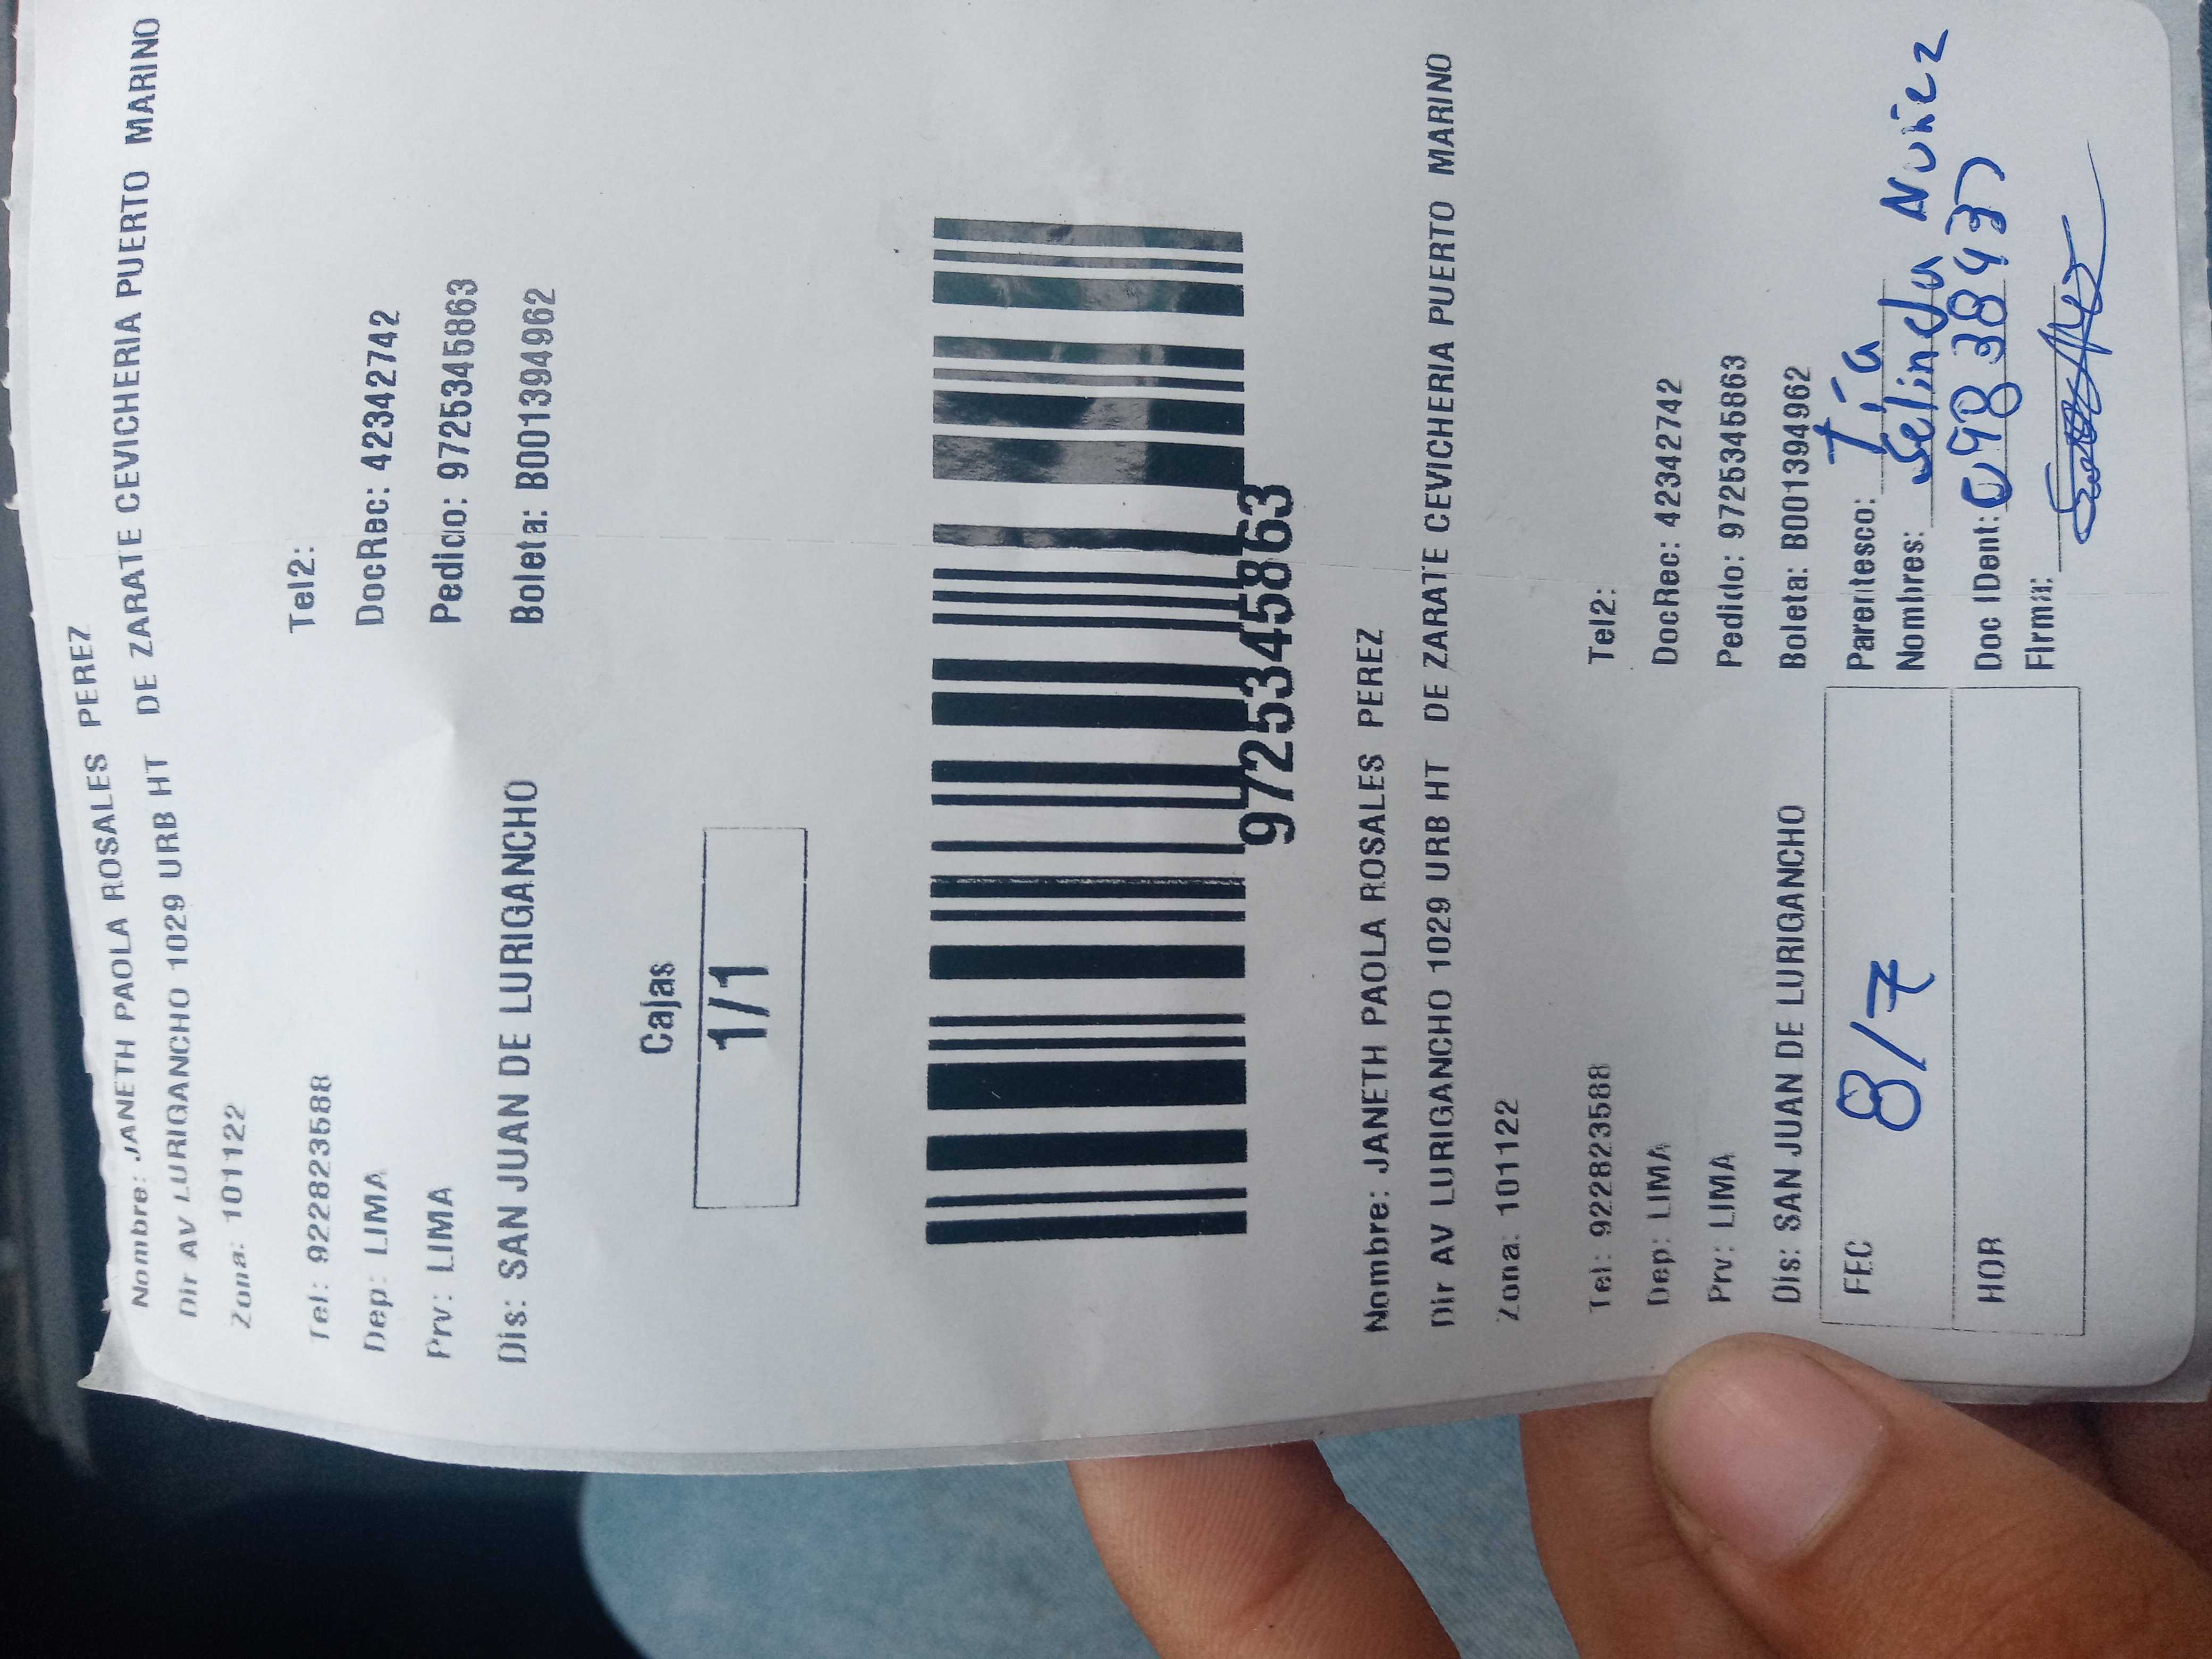 Nombre: JANETH PAOLA ROSALES PEREZ
Dir AV LURIGANCHO 1029 URB HT DE ZARATE CEVICHERIA PUERTO MARINO
Zona: 101122
Tel: 922823588 Tel2:
Dep: LIMA DocRec: 42342742
Prv: LIMA Pedido: 9725345863
Dis: SAN JUAN DE LURIGANCHO Boleta: B001394962
Cajas
1/1
9725345863
Nombre: JANETH PAOLA ROSALES PEREZ
Dir AV LURIGANCHO 1029 URB HT DE ZARATE CEVICHERIA PUERTO MARINO
Zona: 101122
Tel: 922823588 Tel2:
Dep: LIMA DocRec: 42342742
Prv: LIMA Pedido: 9725345863
Dis: SAN JUAN DE LURIGANCHO Boleta: B001394962
FEC 8/7 Parentesco: Tía
Nombres: Selinda Nuñez
HOR Doc IDent: 09838437
Firma: